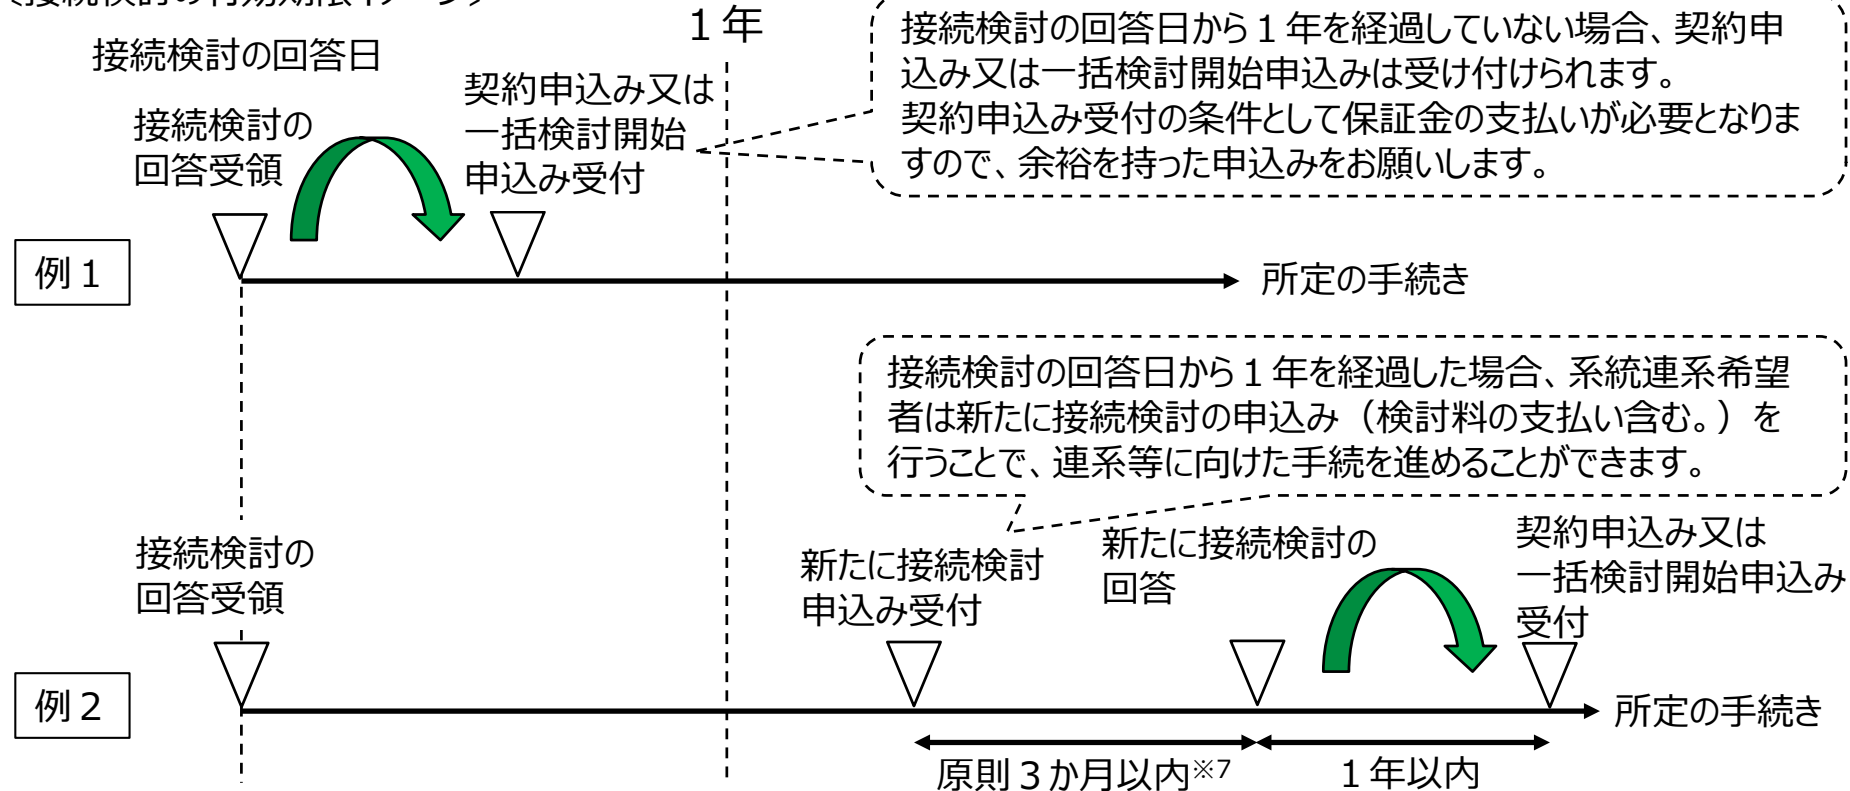 接続検討の回答日
1年
接続検討の回答日から1年を経過していない場合、契約申
込み又は一括検討開始申込みは受け付けられます。
契約申込み受付の条件として保証金の支払いが必要となりま
すので、余裕を持った申込みをお願いします。
接続検討の
回答受領
契約申込み又は
一括検討開始
申込み受付
例1
所定の手続き
接続検討の回答日から1年を経過した場合、系統連系希望
者は新たに接続検討の申込み（検討料の支払い含む。）を
行うことで、連系等に向けた手続を進めることができます。
接続検討の
回答受領
新たに接続検討
申込み受付
新たに接続検討の
回答
契約申込み又は
一括検討開始申込み
受付
例2
所定の手続き
原則3か月以内※7
1年以内